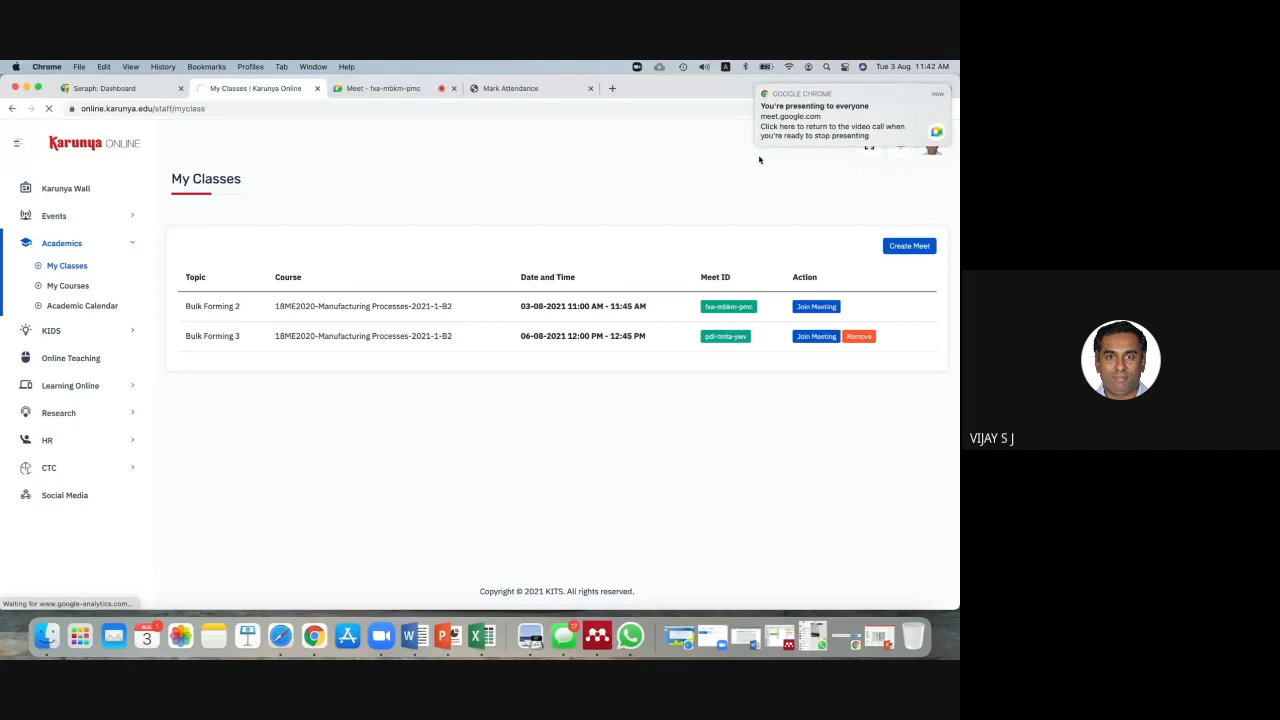 Chrome File Edit View History Bookmarks Profiles Tab Window Help Tue 3 Aug 11:42 AM
Seraph: Dashboard My Classes | Karunya Online Meet - fxa-mbkm-pmc Mark Attendance
online.karunya.edu/staff/myclass
GOOGLE CHROME now
You're presenting to everyone
meet.google.com
Click here to return to the video call when
you're ready to stop presenting
Karunya ONLINE
Karunya Wall
Events
Academics
My Classes
My Courses
Academic Calendar
KIDS
Online Teaching
Learning Online
Research
HR
CTC
Social Media
My Classes
Create Meet
Topic Course Date and Time Meet ID Action
Bulk Forming 2 18ME2020-Manufacturing Processes-2021-1-B2 03-08-2021 11:00 AM - 11:45 AM fxa-mbkm-pmc Join Meeting
Bulk Forming 3 18ME2020-Manufacturing Processes-2021-1-B2 06-08-2021 12:00 PM - 12:45 PM pdi-tmta-ywv Join Meeting Remove
Copyright © 2021 KITS. All rights reserved.
Waiting for www.google-analytics.com...
AUG 3 1 17
VIJAY S J